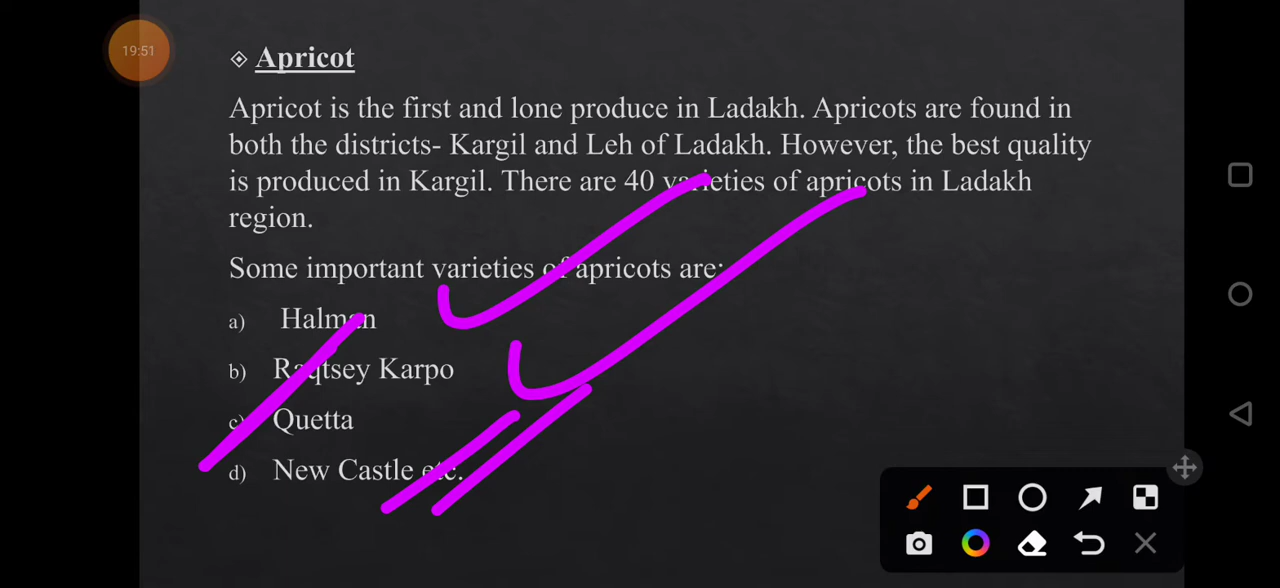 19:51
Apricot
Apricot is the first and lone produce in Ladakh. Apricots are found in
both the districts- Kargil and Leh of Ladakh. However, the best quality
is produced in Kargil. There are 40 varieties of apricots in Ladakh
region.
Some important varieties of apricots are:
a) Halman
b) Raqtsey Karpo
c) Quetta
d) New Castle etc.